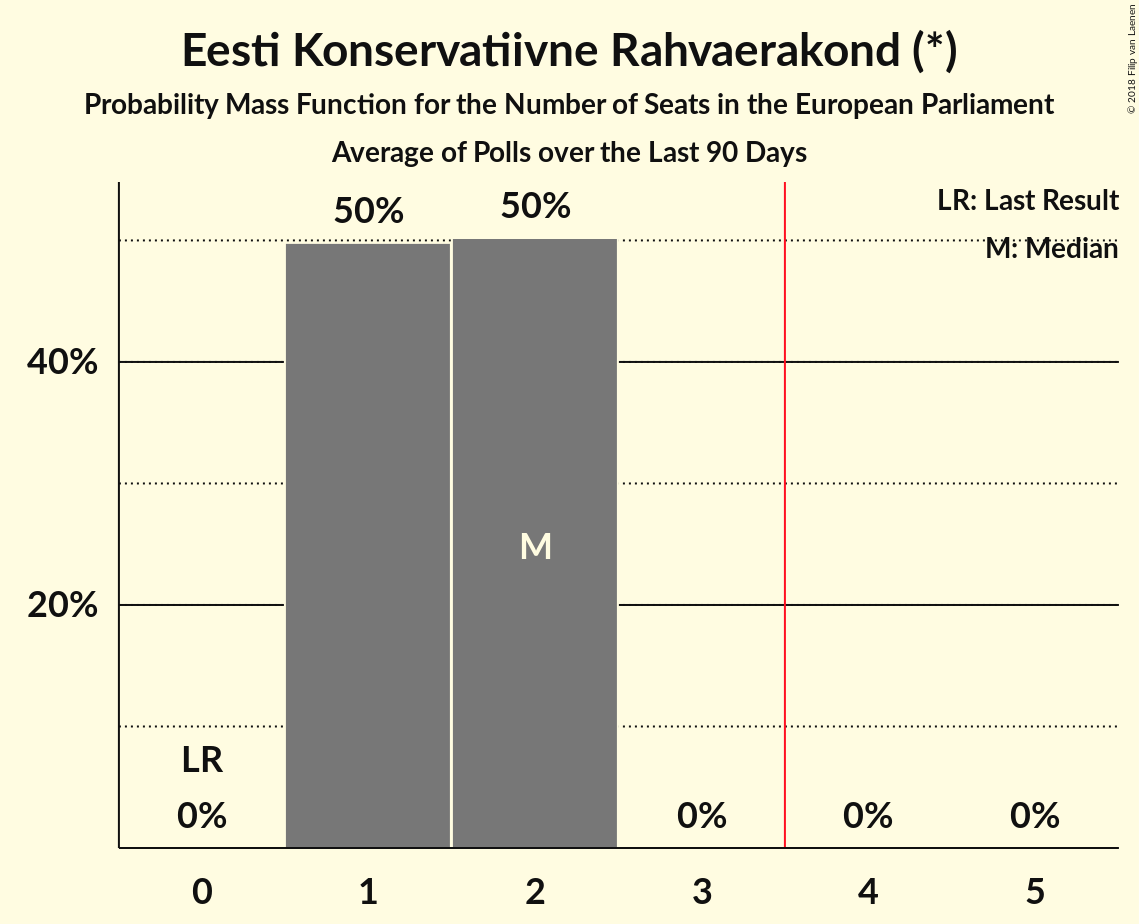 Eesti Konservatiivne Rahvaerakond (*)
Probability Mass Function for the Number of Seats in the European Parliament
Average of Polls over the Last 90 Days
© 2018 Filip van Laenen
LR: Last Result
M: Median
50%
50%
40%
20%
M
LR
0%
0%
0%
0%
0
1
2
3
4
5